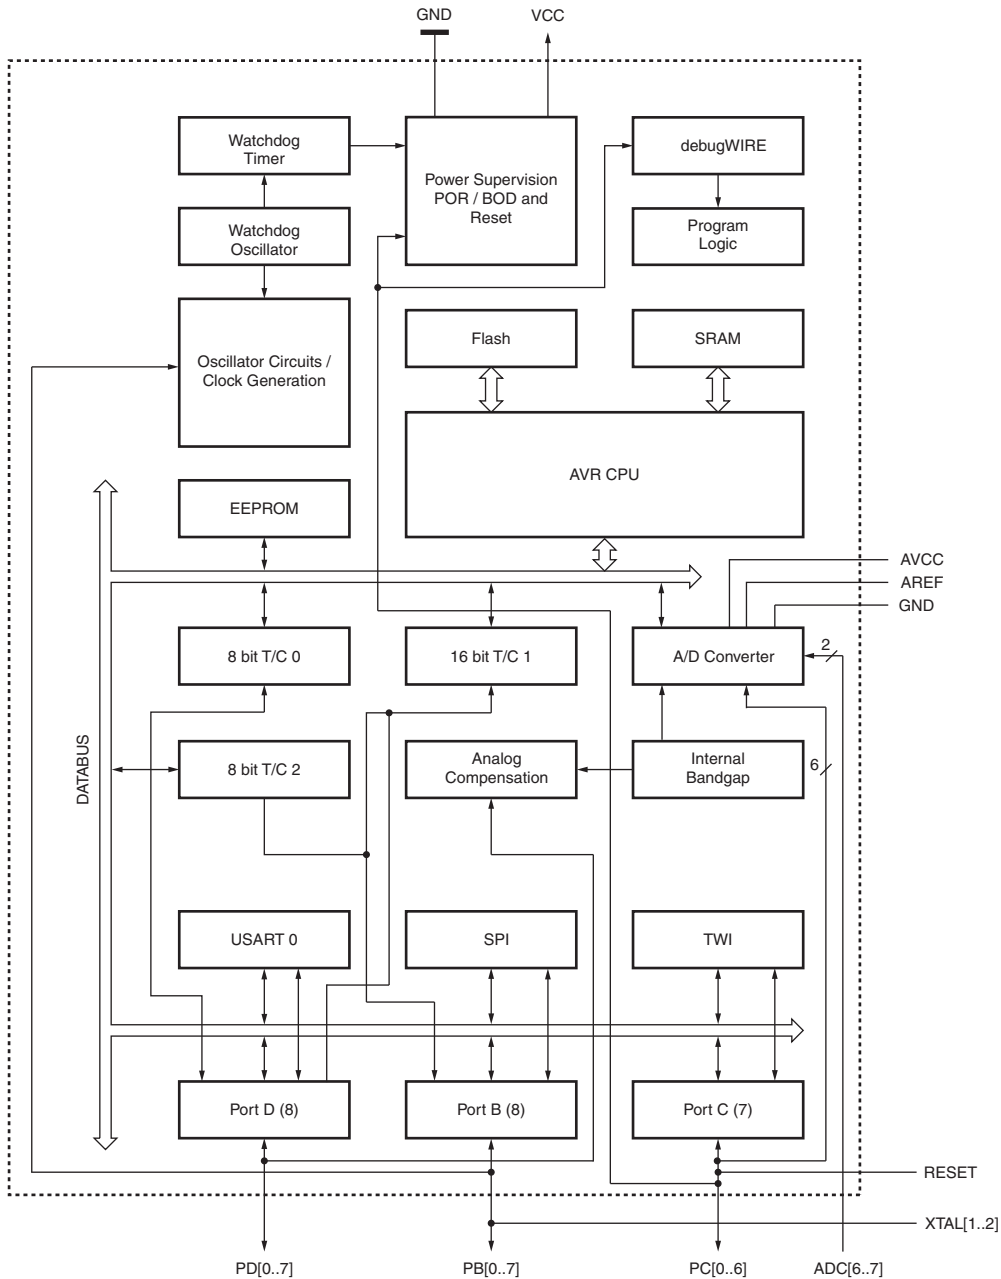 GND
VCC
Watchdog
Timer
Power Supervision
POR / BOD and
Reset
debugWIRE
Watchdog
Oscillator
Program
Logic
Oscillator Circuits /
Clock Generation
Flash
SRAM
AVR CPU
EEPROM
AVCC
AREF
GND
8 bit T/C 0
16 bit T/C 1
A/D Converter
2
DATABUS
8 bit T/C 2
Analog
Compensation
Internal
Bandgap
6
USART 0
SPI
TWI
Port D (8)
Port B (8)
Port C (7)
RESET
XTAL[1..2]
PD[0..7]
PB[0..7]
PC[0..6]
ADC[6..7]